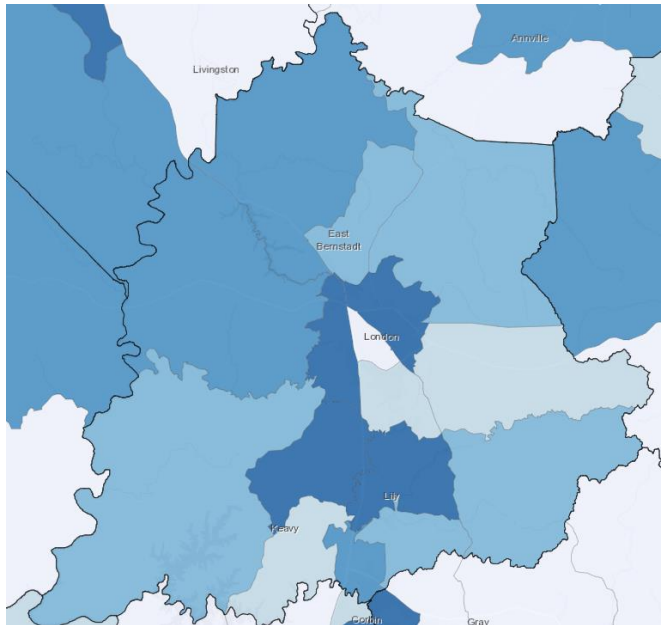 Annville
Livingston
East
Bernstadt
London
Lily
Keavy
Corbin
Gray